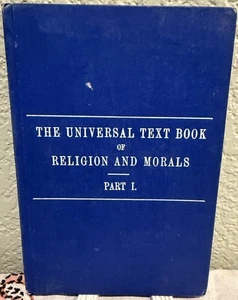 THE UNIVERSAL TEXT BOOK
OF
RELIGION AND MORALS
PART I.